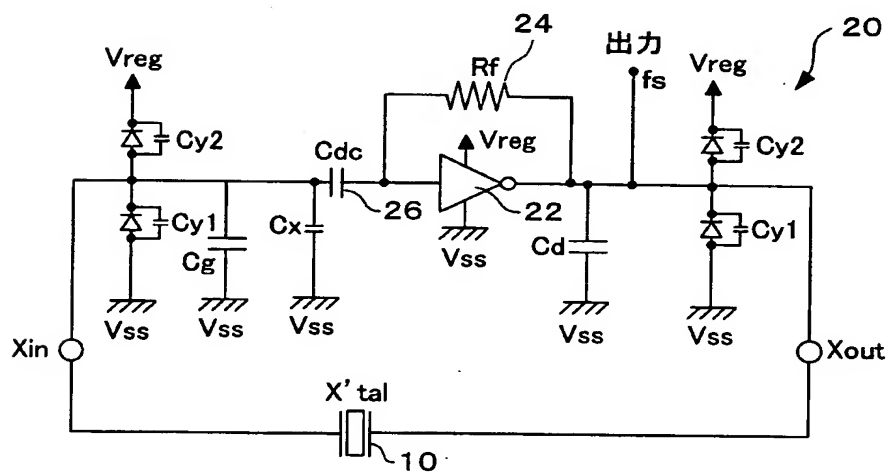 24
出力
20
Vreg
Rf
fs
Vreg
Cy2
Vreg
Cy2
Cdc
Cy1
Cx
26
22
Cy1
Cg
Vss
Cd
Vss
Vss
Vss
Vss
Vss
Xin
Xout
X'tal
10